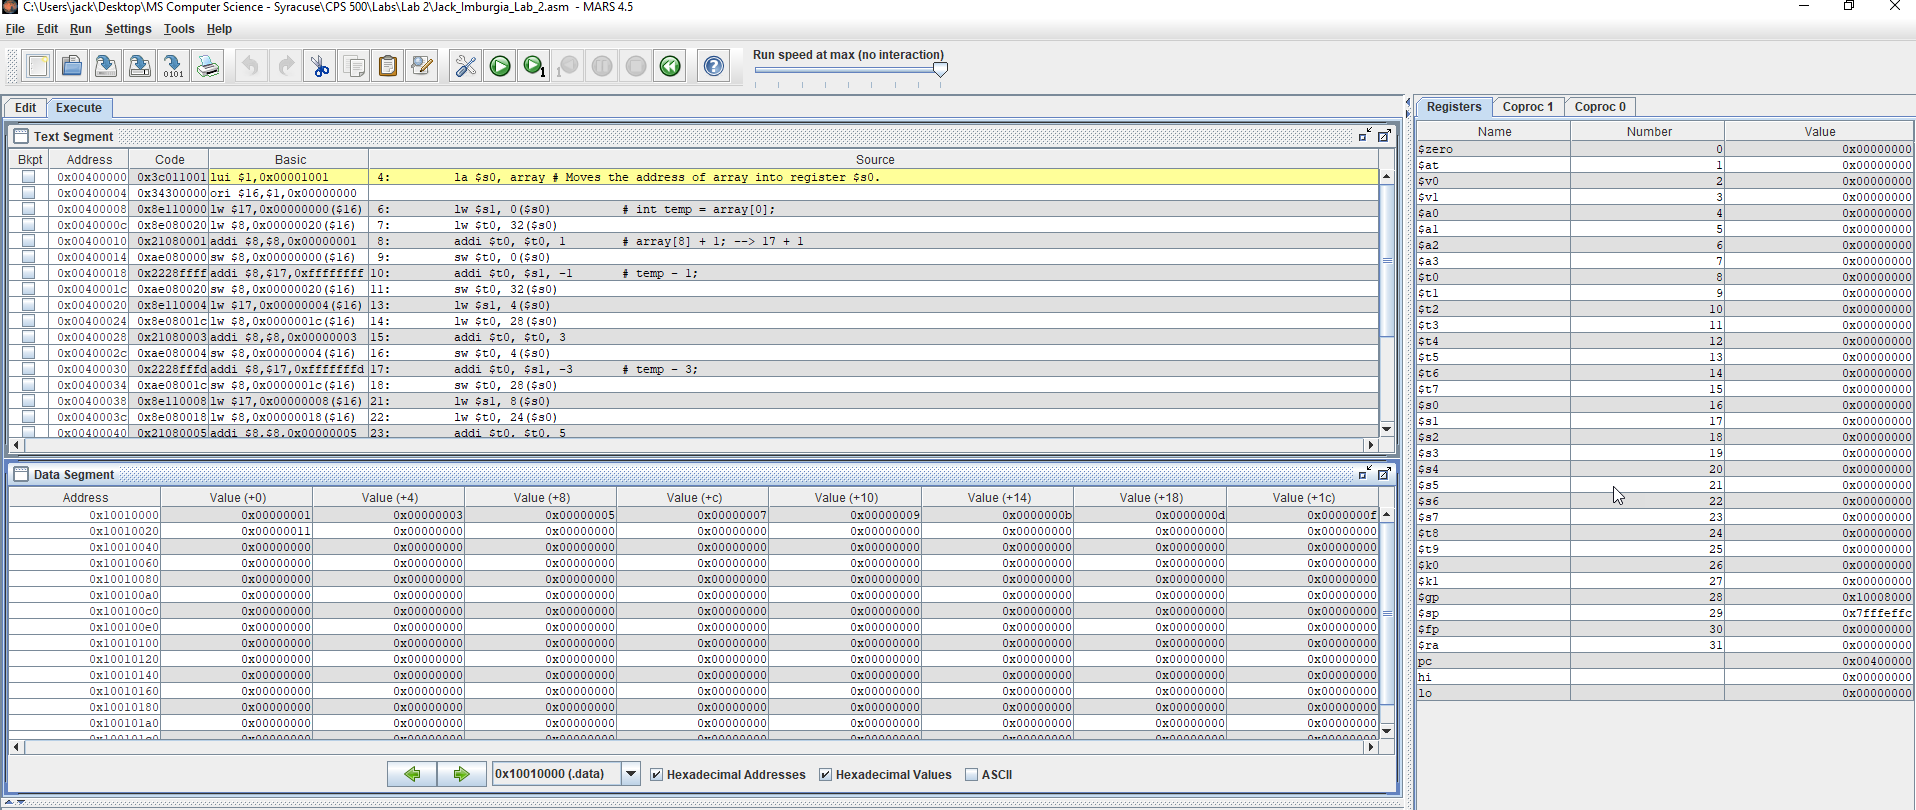 C:\Users\jack\Desktop\MS Computer Science - Syracuse\CPS 500\Labs\Lab 2\Jack_Imburgia_Lab_2.asm - MARS 4.5
File Edit Run Settings Tools Help
Run speed at max (no interaction)
Edit Execute
Text Segment
Bkpt Address Code Basic Source
0x00400000 0x3c011001 lui $1,0x00001001 4: la $s0, array # Moves the address of array into register $s0.
0x00400004 0x34300000 ori $16,$1,0x00000000
0x00400008 0x8e110000 lw $17,0x00000000($16) 6: lw $s1, 0($s0) # int temp = array[0];
0x0040000c 0x8e080020 lw $8,0x00000020($16) 7: lw $t0, 32($s0)
0x00400010 0x21080001 addi $8,$8,0x00000001 8: addi $t0, $t0, 1 # array[8] + 1; --> 17 + 1
0x00400014 0xae080000 sw $8,0x00000000($16) 9: sw $t0, 0($s0)
0x00400018 0x2228ffff addi $8,$17,0xffffffff 10: addi $t0, $s1, -1 # temp - 1;
0x0040001c 0xae080020 sw $8,0x00000020($16) 11: sw $t0, 32($s0)
0x00400020 0x8e110004 lw $17,0x00000004($16) 13: lw $s1, 4($s0)
0x00400024 0x8e08001c lw $8,0x0000001c($16) 14: lw $t0, 28($s0)
0x00400028 0x21080003 addi $8,$8,0x00000003 15: addi $t0, $t0, 3
0x0040002c 0xae080004 sw $8,0x00000004($16) 16: sw $t0, 4($s0)
0x00400030 0x2228fffd addi $8,$17,0xfffffffd 17: addi $t0, $s1, -3 # temp - 3;
0x00400034 0xae08001c sw $8,0x0000001c($16) 18: sw $t0, 28($s0)
0x00400038 0x8e110008 lw $17,0x00000008($16) 21: lw $s1, 8($s0)
0x0040003c 0x8e080018 lw $8,0x00000018($16) 22: lw $t0, 24($s0)
0x00400040 0x21080005 addi $8,$8,0x00000005 23: addi $t0, $t0, 5
Data Segment
Address Value (+0) Value (+4) Value (+8) Value (+c) Value (+10) Value (+14) Value (+18) Value (+1c)
0x10010000 0x00000001 0x00000003 0x00000005 0x00000007 0x00000009 0x0000000b 0x0000000d 0x0000000f
0x10010020 0x00000011 0x00000000 0x00000000 0x00000000 0x00000000 0x00000000 0x00000000 0x00000000
0x10010040 0x00000000 0x00000000 0x00000000 0x00000000 0x00000000 0x00000000 0x00000000 0x00000000
0x10010060 0x00000000 0x00000000 0x00000000 0x00000000 0x00000000 0x00000000 0x00000000 0x00000000
0x10010080 0x00000000 0x00000000 0x00000000 0x00000000 0x00000000 0x00000000 0x00000000 0x00000000
0x100100a0 0x00000000 0x00000000 0x00000000 0x00000000 0x00000000 0x00000000 0x00000000 0x00000000
0x100100c0 0x00000000 0x00000000 0x00000000 0x00000000 0x00000000 0x00000000 0x00000000 0x00000000
0x100100e0 0x00000000 0x00000000 0x00000000 0x00000000 0x00000000 0x00000000 0x00000000 0x00000000
0x10010100 0x00000000 0x00000000 0x00000000 0x00000000 0x00000000 0x00000000 0x00000000 0x00000000
0x10010120 0x00000000 0x00000000 0x00000000 0x00000000 0x00000000 0x00000000 0x00000000 0x00000000
0x10010140 0x00000000 0x00000000 0x00000000 0x00000000 0x00000000 0x00000000 0x00000000 0x00000000
0x10010160 0x00000000 0x00000000 0x00000000 0x00000000 0x00000000 0x00000000 0x00000000 0x00000000
0x10010180 0x00000000 0x00000000 0x00000000 0x00000000 0x00000000 0x00000000 0x00000000 0x00000000
0x100101a0 0x00000000 0x00000000 0x00000000 0x00000000 0x00000000 0x00000000 0x00000000 0x00000000
0x10010000 (.data) Hexadecimal Addresses Hexadecimal Values ASCII
Registers Coproc 1 Coproc 0
Name Number Value
$zero 0 0x00000000
$at 1 0x00000000
$v0 2 0x00000000
$v1 3 0x00000000
$a0 4 0x00000000
$a1 5 0x00000000
$a2 6 0x00000000
$a3 7 0x00000000
$t0 8 0x00000000
$t1 9 0x00000000
$t2 10 0x00000000
$t3 11 0x00000000
$t4 12 0x00000000
$t5 13 0x00000000
$t6 14 0x00000000
$t7 15 0x00000000
$s0 16 0x00000000
$s1 17 0x00000000
$s2 18 0x00000000
$s3 19 0x00000000
$s4 20 0x00000000
$s5 21 0x00000000
$s6 22 0x00000000
$s7 23 0x00000000
$t8 24 0x00000000
$t9 25 0x00000000
$k0 26 0x00000000
$k1 27 0x00000000
$gp 28 0x10008000
$sp 29 0x7fffeffc
$fp 30 0x00000000
$ra 31 0x00000000
pc 0x00400000
hi 0x00000000
lo 0x00000000